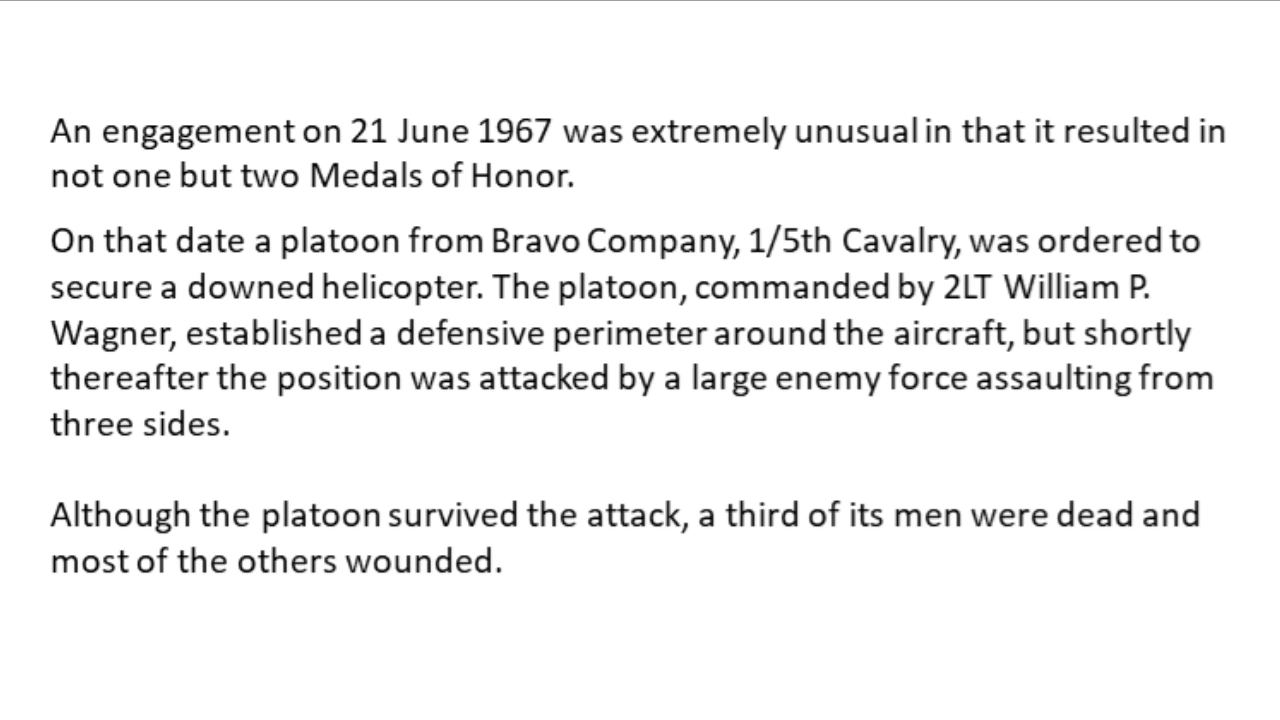 An engagement on 21 June 1967 was extremely unusual in that it resulted in
not one but two Medals of Honor.
On that date a platoon from Bravo Company, 1/5th Cavalry, was ordered to
secure a downed helicopter. The platoon, commanded by 2LT William P.
Wagner, established a defensive perimeter around the aircraft, but shortly
thereafter the position was attacked by a large enemy force assaulting from
three sides.
Although the platoon survived the attack, a third of its men were dead and
most of the others wounded.